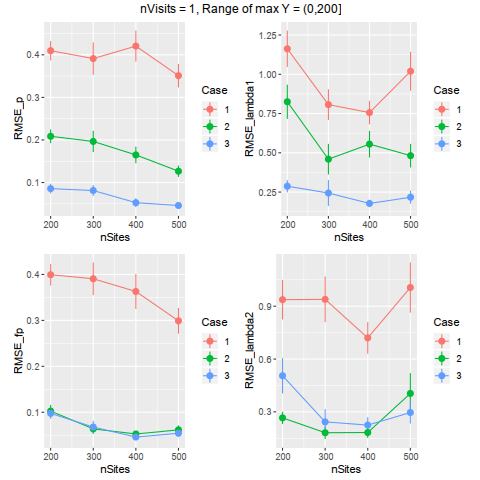 nVisits = 1, Range of max Y = (0,200]
RMSE_p
0.4
0.3
0.2
0.1
200 300 400 500
nSites
Case
1
2
3
RMSE_lambda1
1.25
1.00
0.75
0.50
0.25
200 300 400 500
nSites
Case
1
2
3
RMSE_fp
0.4
0.3
0.2
0.1
200 300 400 500
nSites
Case
1
2
3
RMSE_lambda2
0.9
0.6
0.3
200 300 400 500
nSites
Case
1
2
3